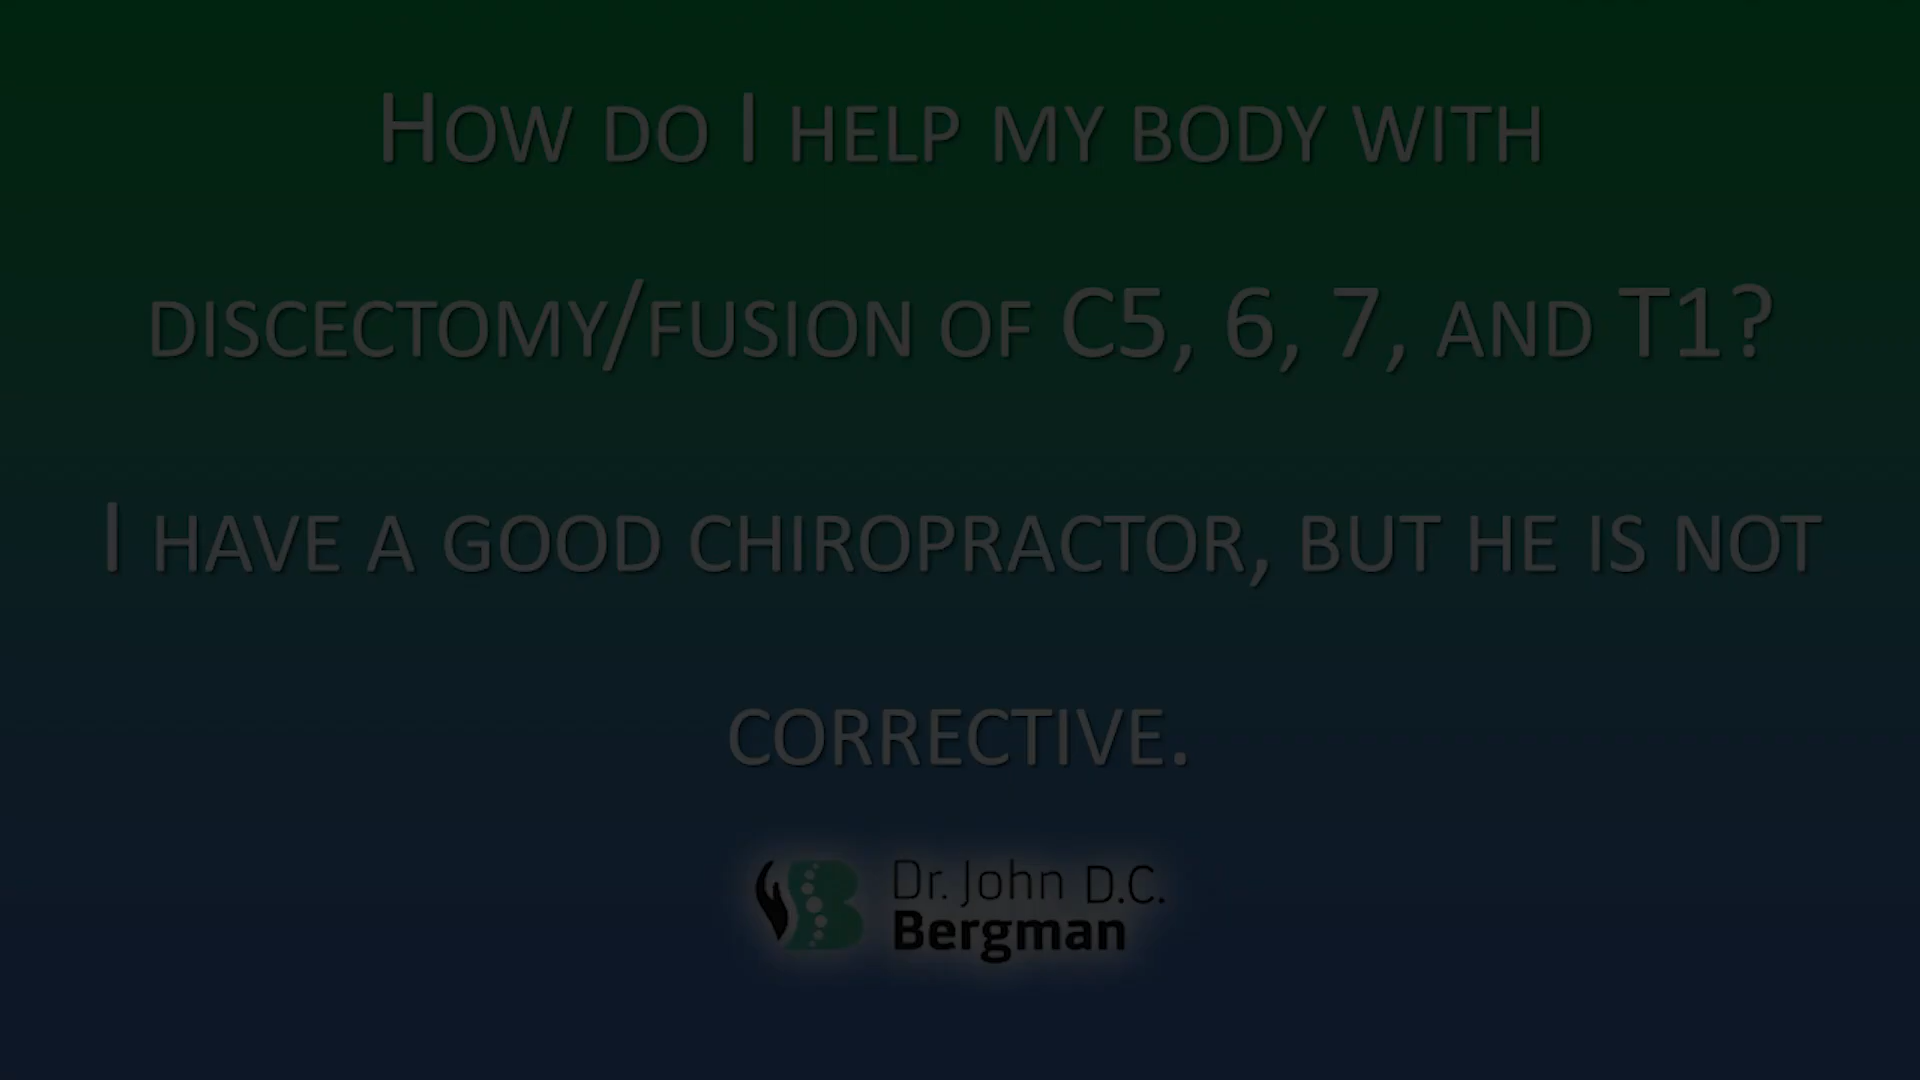 How do I help my body with
discectomy/fusion of C5, 6, 7, and T1?
I have a good chiropractor, but he is not
corrective.
Dr. John D.C.
Bergman